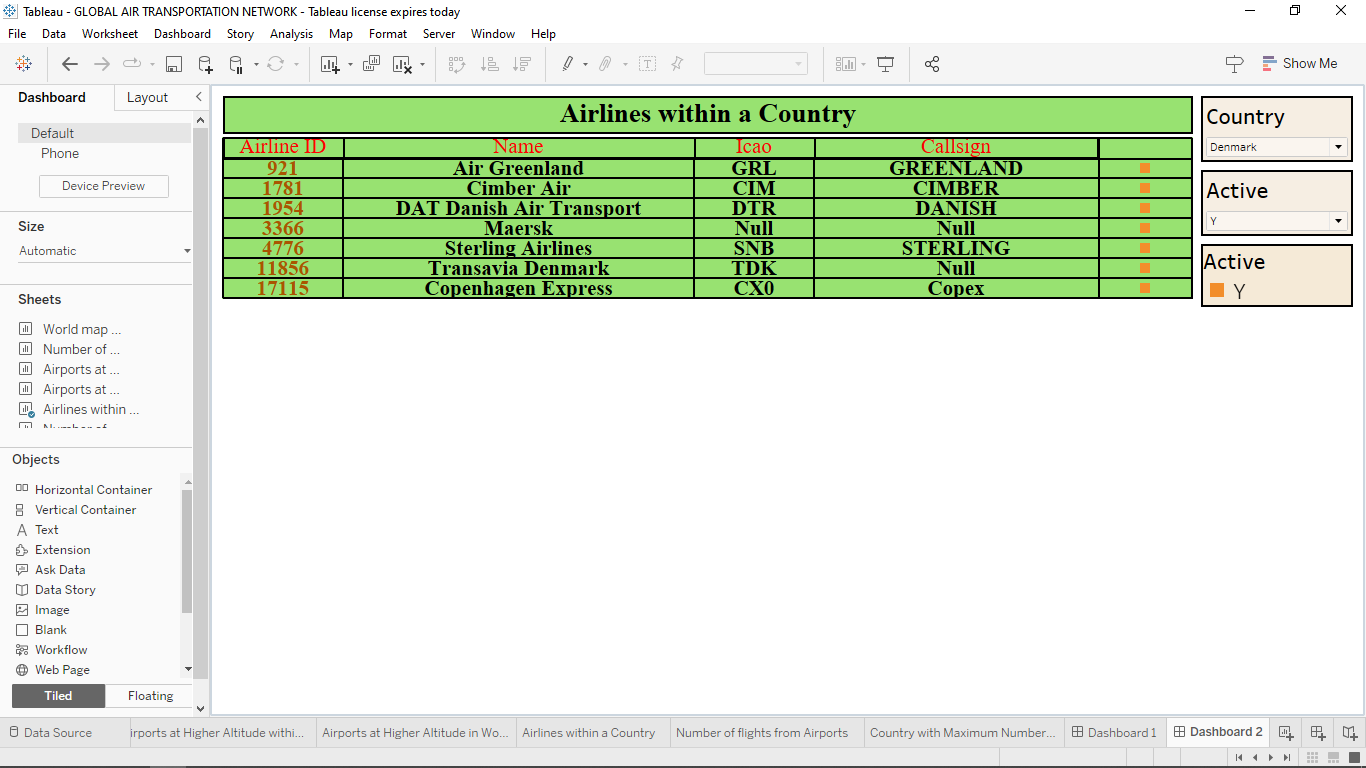 Tableau - GLOBAL AIR TRANSPORTATION NETWORK - Tableau license expires today
File Data Worksheet Dashboard Story Analysis Map Format Server Window Help
Show Me
Dashboard Layout
Default
Phone
Device Preview
Size
Automatic
Sheets
World map ...
Number of ...
Airports at ...
Airports at ...
Airlines within ...
Number of
Objects
Horizontal Container
Vertical Container
Text
Extension
Ask Data
Data Story
Image
Blank
Workflow
Web Page
Tiled Floating
Airlines within a Country
Airline ID Name Icao Callsign
921 Air Greenland GRL GREENLAND
1781 Cimber Air CIM CIMBER
1954 DAT Danish Air Transport DTR DANISH
3366 Maersk Null Null
4776 Sterling Airlines SNB STERLING
11856 Transavia Denmark TDK Null
17115 Copenhagen Express CX0 Copex
Country
Denmark
Active
Y
Active
Y
Data Source irports at Higher Altitude withi... Airports at Higher Altitude in Wo... Airlines within a Country Number of flights from Airports Country with Maximum Number... Dashboard 1 Dashboard 2